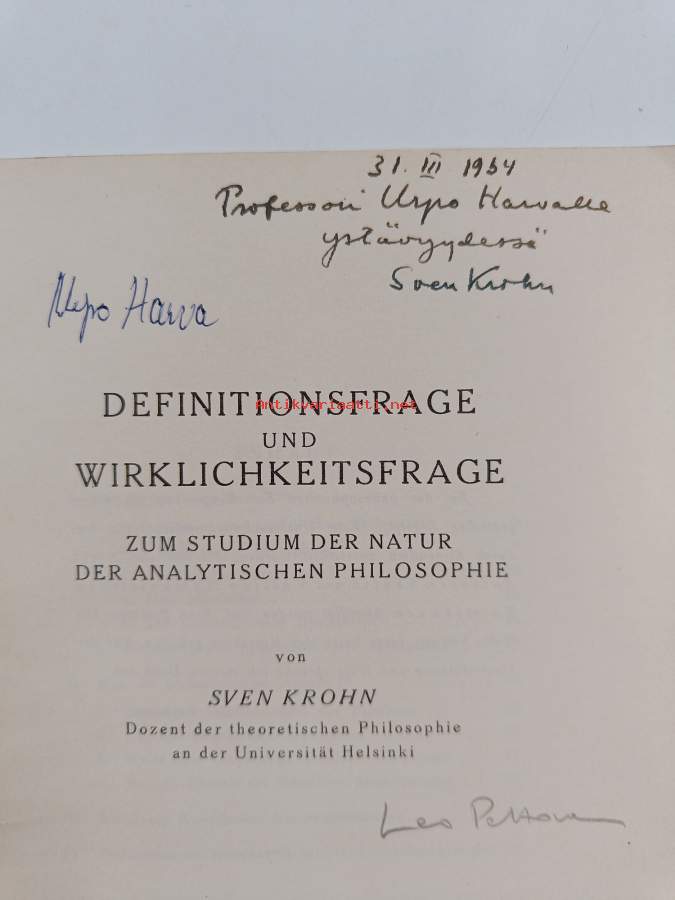 31. III 1954
Professori Urpo Harvalle
ystävyydessä
Sven Krohn
Urpo Harva
DEFINITIONSFRAGE
Antikvariaatti.net
UND
WIRKLICHKEITSFRAGE
ZUM STUDIUM DER NATUR
DER ANALYTISCHEN PHILOSOPHIE
von
SVEN KROHN
Dozent der theoretischen Philosophie
an der Universität Helsinki
Leo